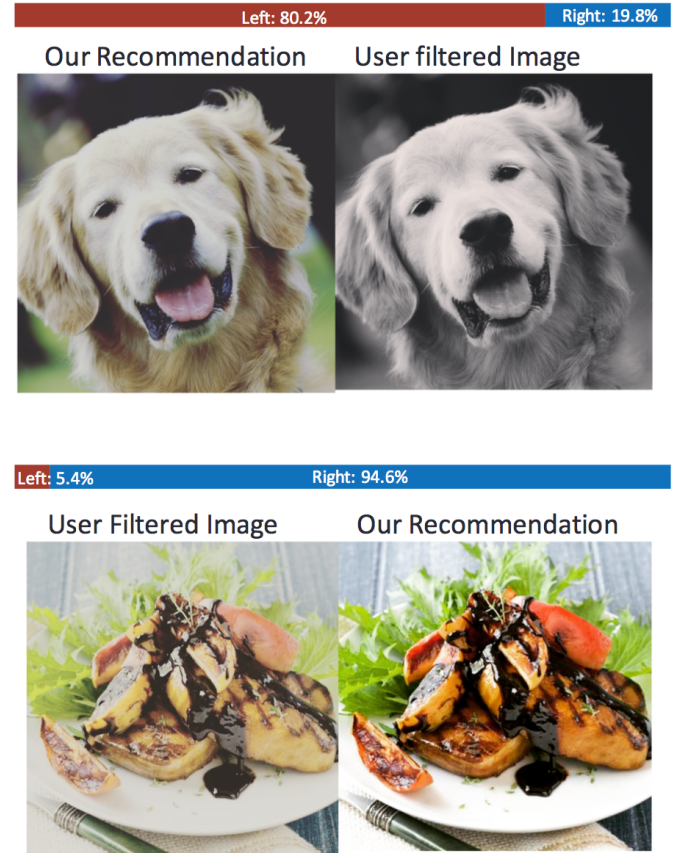 Left: 80.2% Right: 19.8%
Our Recommendation User filtered Image
Left: 5.4% Right: 94.6%
User Filtered Image Our Recommendation